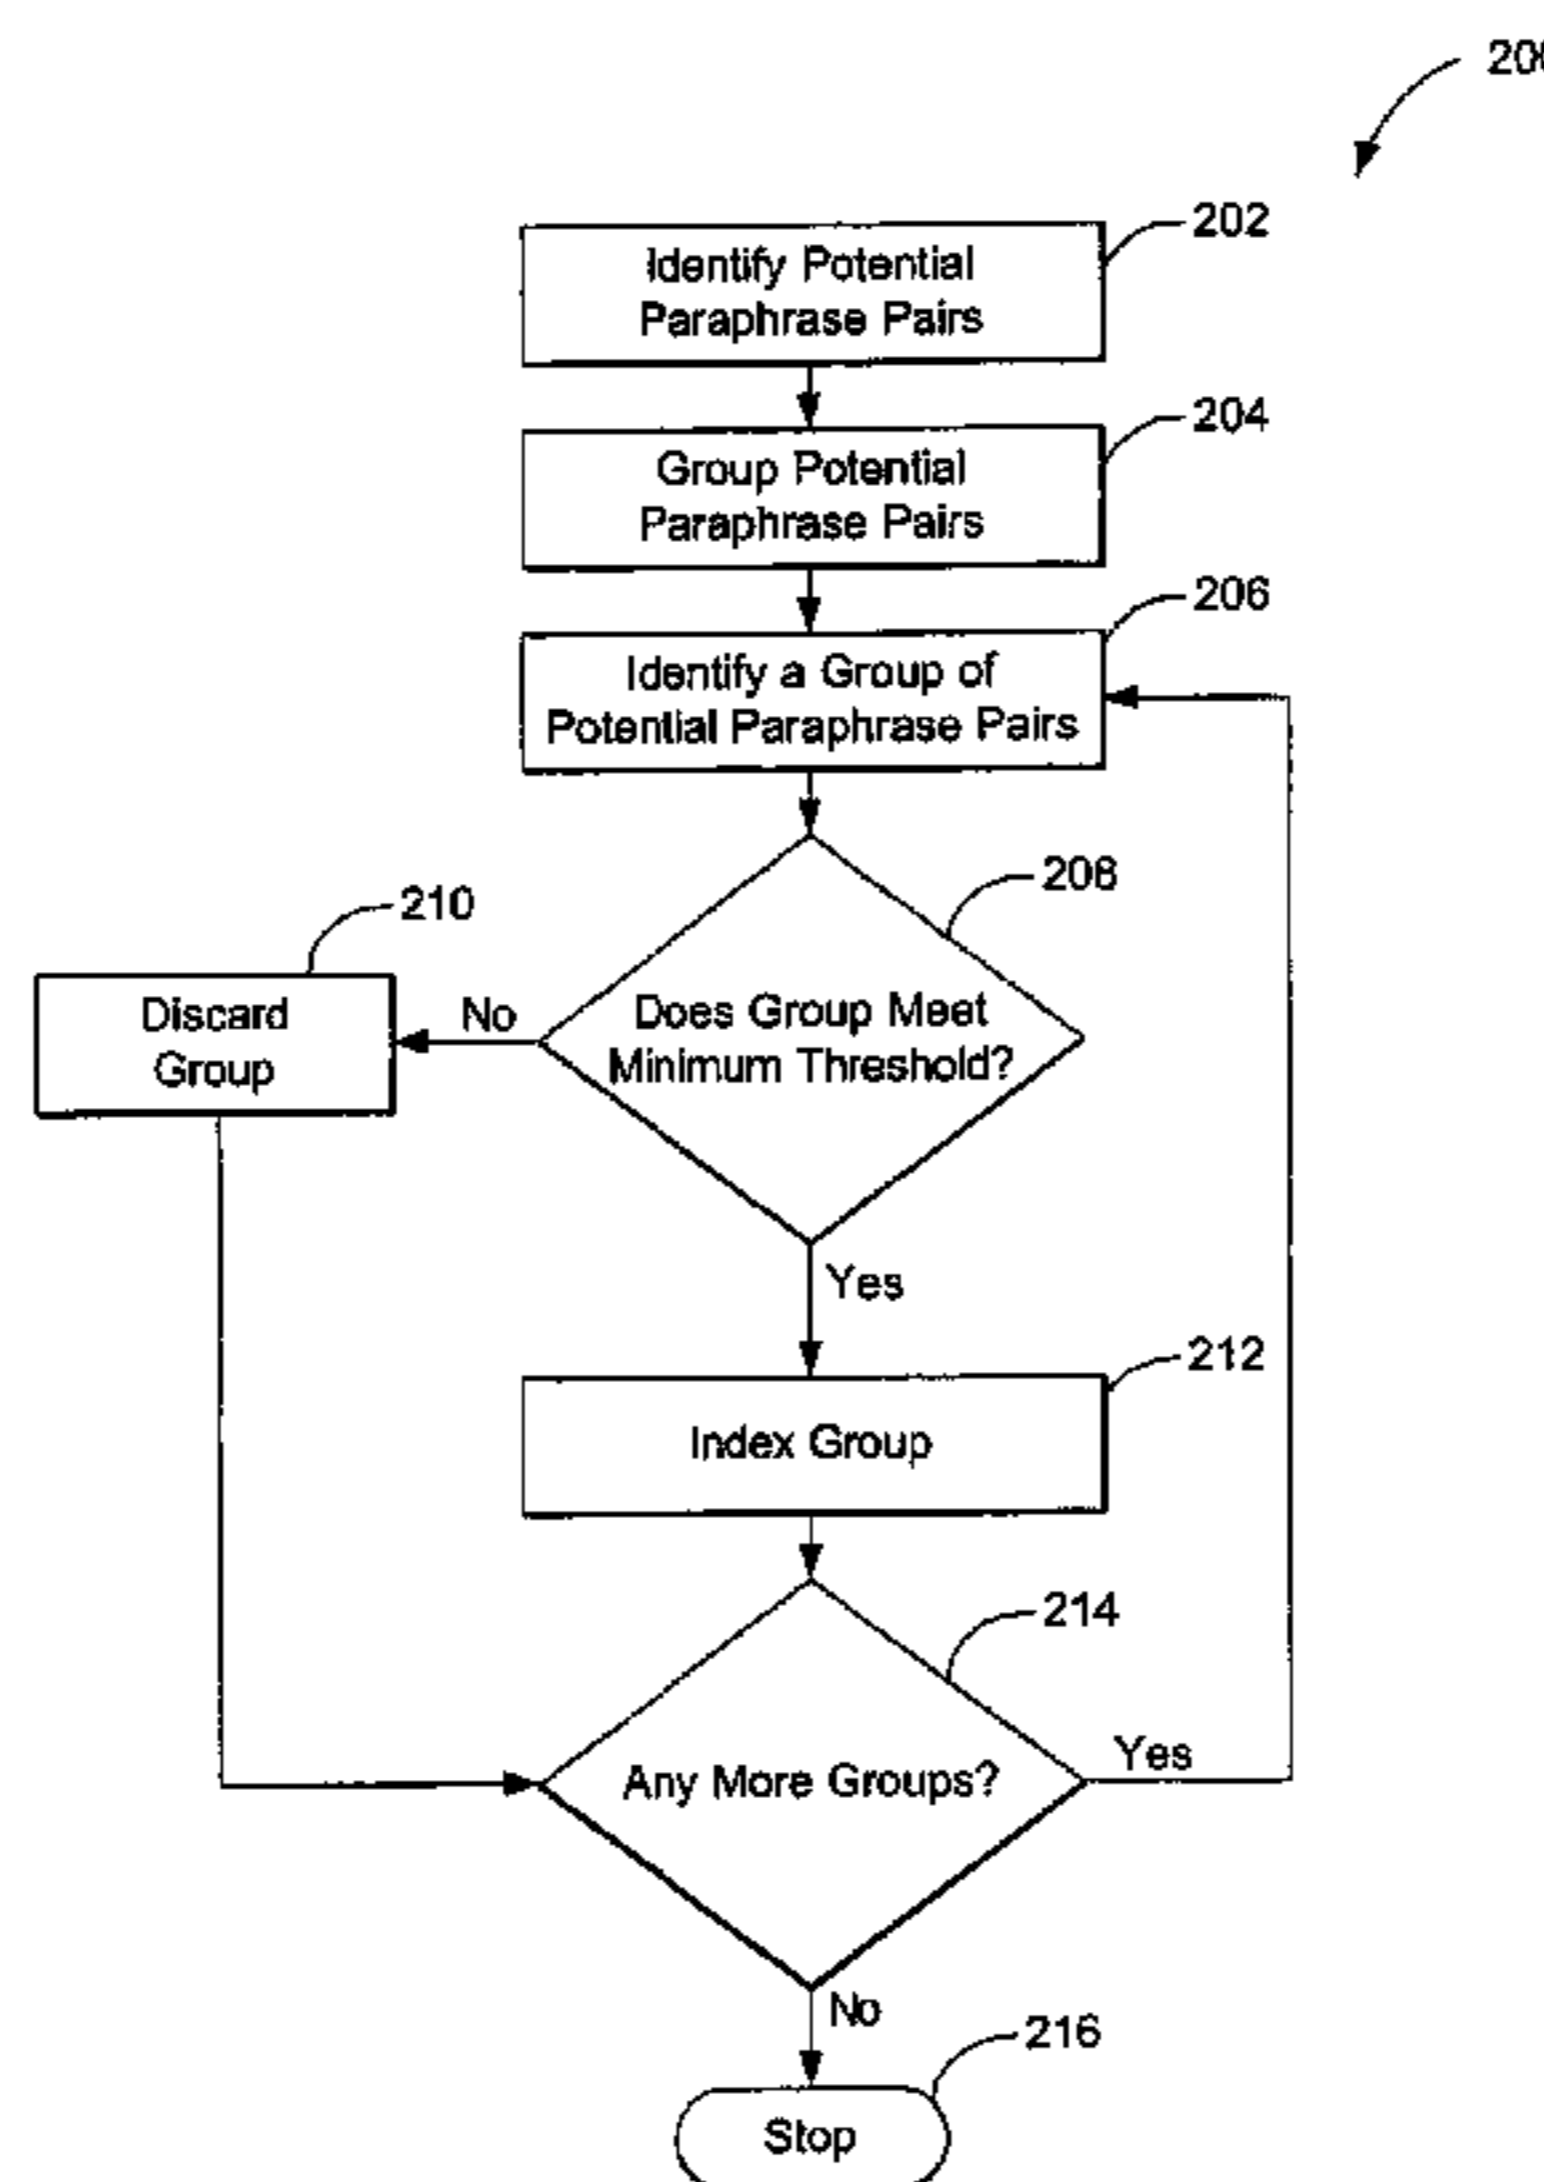 202
Identify Potential
Paraphrase Pairs
204
Group Potential
Paraphrase Pairs
206
Identify a Group of
Potential Paraphrase Pairs
208
210
Does Group Meet
Minimum Threshold?
No
Discard
Group
Yes
212
Index Group
214
Any More Groups?
Yes
No
216
Stop